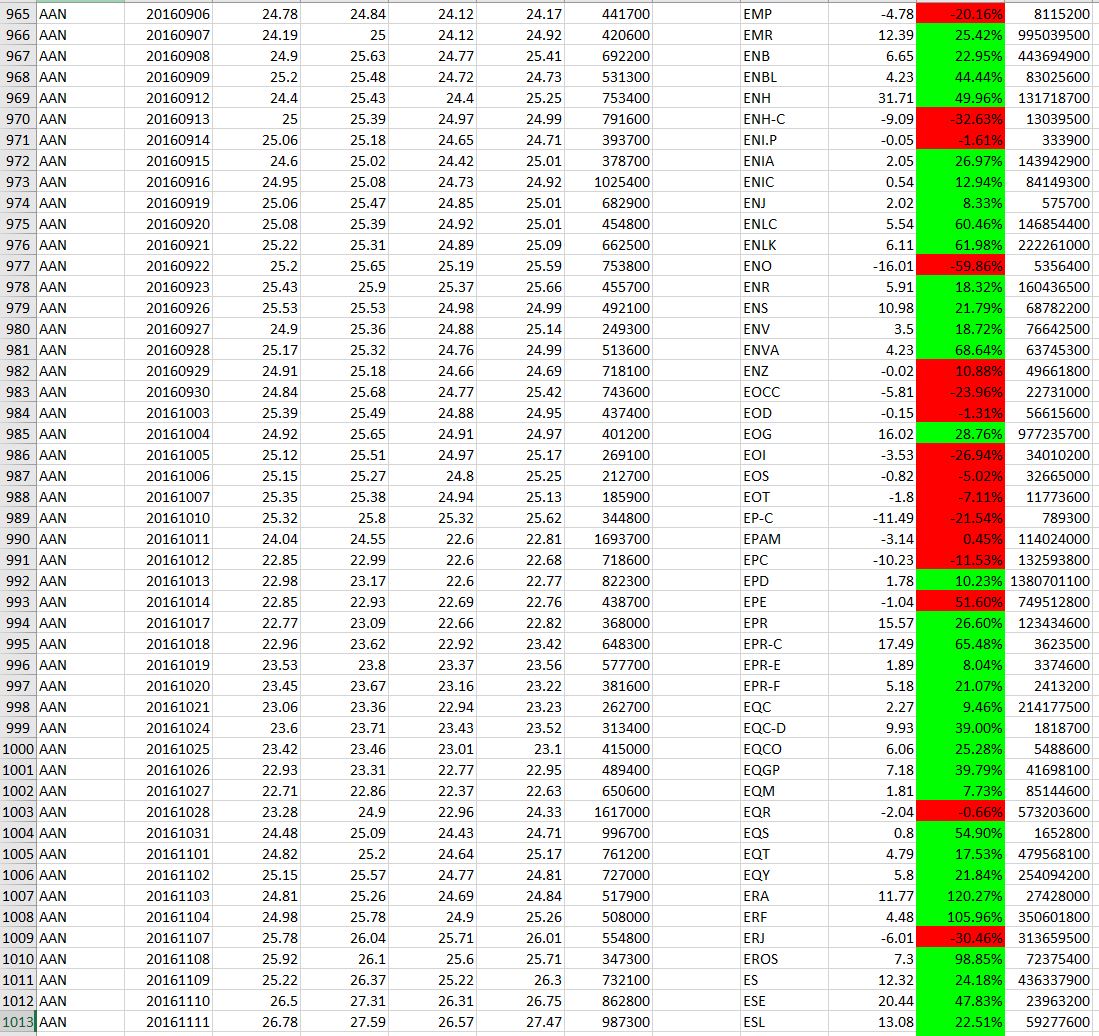 965 AAN 20160906 24.78 24.84 24.12 24.17 441700 EMP -4.78 -20.16% 8115200
966 AAN 20160907 24.19 25 24.12 24.92 420600 EMR 12.39 25.42% 995039500
967 AAN 20160908 24.9 25.63 24.77 25.41 692200 ENB 6.65 22.95% 443694900
968 AAN 20160909 25.2 25.48 24.72 24.73 531300 ENBL 4.23 44.44% 83025600
969 AAN 20160912 24.4 25.43 24.4 25.25 753400 ENH 31.71 49.96% 131718700
970 AAN 20160913 25 25.39 24.97 24.99 791600 ENH-C -9.09 -32.63% 13039500
971 AAN 20160914 25.06 25.18 24.65 24.71 393700 ENI.P -0.05 -1.61% 333900
972 AAN 20160915 24.6 25.02 24.42 25.01 378700 ENIA 2.05 26.97% 143942900
973 AAN 20160916 24.95 25.08 24.73 24.92 1025400 ENIC 0.54 12.94% 84149300
974 AAN 20160919 25.06 25.47 24.85 25.01 682900 ENJ 2.02 8.33% 575700
975 AAN 20160920 25.08 25.39 24.92 25.01 454800 ENLC 5.54 60.46% 146854400
976 AAN 20160921 25.22 25.31 24.89 25.09 662500 ENLK 6.11 61.98% 222261000
977 AAN 20160922 25.2 25.65 25.19 25.59 753800 ENO -16.01 -59.86% 5356400
978 AAN 20160923 25.43 25.9 25.37 25.66 455700 ENR 5.91 18.32% 160436500
979 AAN 20160926 25.53 25.53 24.98 24.99 492100 ENS 10.98 21.79% 68782200
980 AAN 20160927 24.9 25.36 24.88 25.14 249300 ENV 3.5 18.72% 76642500
981 AAN 20160928 25.17 25.32 24.76 24.99 513600 ENVA 4.23 68.64% 63745300
982 AAN 20160929 24.91 25.18 24.66 24.69 718100 ENZ -0.02 10.88% 49661800
983 AAN 20160930 24.84 25.68 24.77 25.42 743600 EOCC -5.81 -23.96% 22731000
984 AAN 20161003 25.39 25.49 24.88 24.95 437400 EOD -0.15 -1.31% 56615600
985 AAN 20161004 24.92 25.65 24.91 24.97 401200 EOG 16.02 28.76% 977235700
986 AAN 20161005 25.12 25.51 24.97 25.17 269100 EOI -3.53 -26.94% 34010200
987 AAN 20161006 25.15 25.27 24.8 25.25 212700 EOS -0.82 -5.02% 32665000
988 AAN 20161007 25.35 25.38 24.94 25.13 185900 EOT -1.8 -7.11% 11773600
989 AAN 20161010 25.32 25.8 25.32 25.62 344800 EP-C -11.49 -21.54% 789300
990 AAN 20161011 24.04 24.55 22.6 22.81 1693700 EPAM -3.14 0.45% 114024000
991 AAN 20161012 22.85 22.99 22.6 22.68 718600 EPC -10.23 -11.53% 132593800
992 AAN 20161013 22.98 23.17 22.6 22.77 822300 EPD 1.78 10.23% 1380701100
993 AAN 20161014 22.85 22.93 22.69 22.76 438700 EPE -1.04 51.60% 749512800
994 AAN 20161017 22.77 23.09 22.66 22.82 368000 EPR 15.57 26.60% 123434600
995 AAN 20161018 22.96 23.62 22.92 23.42 648300 EPR-C 17.49 65.48% 3623500
996 AAN 20161019 23.53 23.8 23.37 23.56 577700 EPR-E 1.89 8.04% 3374600
997 AAN 20161020 23.45 23.67 23.16 23.22 381600 EPR-F 5.18 21.07% 2413200
998 AAN 20161021 23.06 23.36 22.94 23.23 262700 EQC 2.27 9.46% 214177500
999 AAN 20161024 23.6 23.71 23.43 23.52 313400 EQC-D 9.93 39.00% 1818700
1000 AAN 20161025 23.42 23.46 23.01 23.1 415000 EQCO 6.06 25.28% 5488600
1001 AAN 20161026 22.93 23.31 22.77 22.95 489400 EQGP 7.18 39.79% 41698100
1002 AAN 20161027 22.71 22.86 22.37 22.63 650600 EQM 1.81 7.73% 85144600
1003 AAN 20161028 23.28 24.9 22.96 24.33 1617000 EQR -2.04 -0.66% 573203600
1004 AAN 20161031 24.48 25.09 24.43 24.71 996700 EQS 0.8 54.90% 1652800
1005 AAN 20161101 24.82 25.2 24.64 25.17 761200 EQT 4.79 17.53% 479568100
1006 AAN 20161102 25.15 25.57 24.77 24.81 727000 EQY 5.8 21.84% 254094200
1007 AAN 20161103 24.81 25.26 24.69 24.84 517900 ERA 11.77 120.27% 27428000
1008 AAN 20161104 24.98 25.78 24.9 25.26 508000 ERF 4.48 105.96% 350601800
1009 AAN 20161107 25.78 26.04 25.71 26.01 554800 ERJ -6.01 -30.46% 313659500
1010 AAN 20161108 25.92 26.1 25.6 25.71 347300 EROS 7.3 98.85% 72375400
1011 AAN 20161109 25.22 26.37 25.22 26.3 732100 ES 12.32 24.18% 436337900
1012 AAN 20161110 26.5 27.31 26.31 26.75 862800 ESE 20.44 47.83% 23963200
1013 AAN 20161111 26.78 27.59 26.57 27.47 987300 ESL 13.08 22.51% 59277600